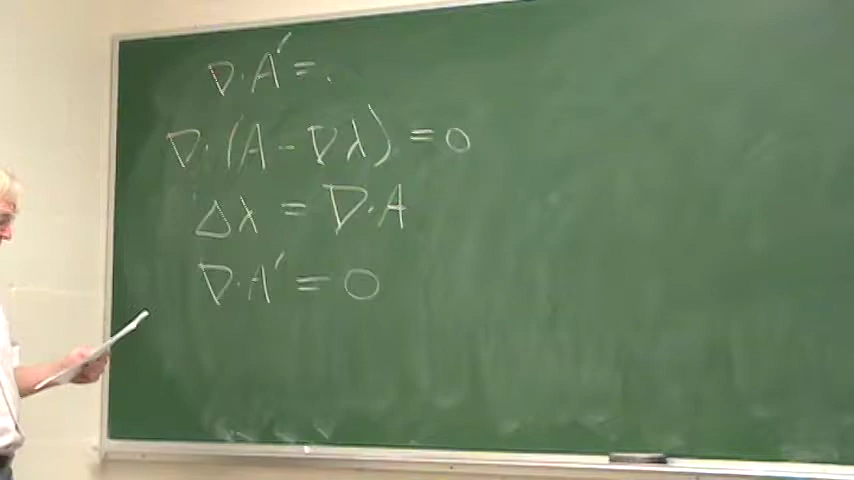 ∇·A′ = .
∇·(A - ∇λ) = 0
Δλ = ∇·A
∇·A′ = 0